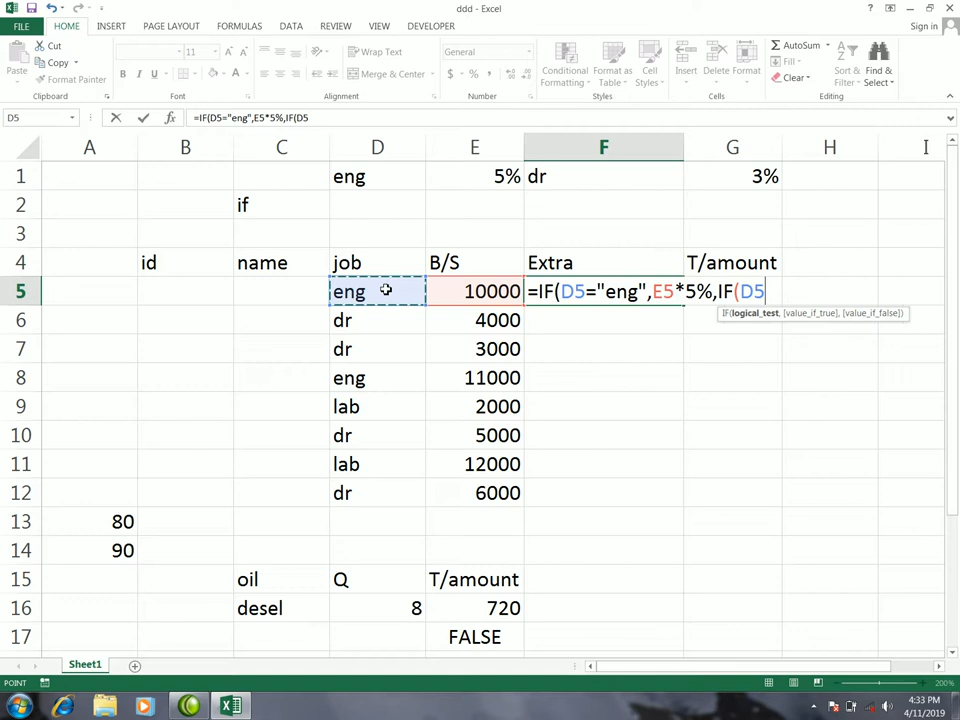 ddd - Excel
Sign in
FILE HOME INSERT PAGE LAYOUT FORMULAS DATA REVIEW VIEW DEVELOPER
Paste
Cut
Copy
Format Painter
Clipboard
11
B I U
Font
Wrap Text
Merge & Center
Alignment
General
$ % ,
Number
Conditional Formatting
Format as Table
Cell Styles
Styles
Insert Delete Format
Cells
AutoSum
Fill
Clear
Sort & Filter
Find & Select
Editing
D5
=IF(D5="eng",E5*5%,IF(D5
A B C D E F G H I
1 eng 5% dr 3%
2 if
3
4 id name job B/S Extra T/amount
5 eng 10000 =IF(D5="eng",E5*5%,IF(D5
IF(logical_test, [value_if_true], [value_if_false])
6 dr 4000
7 dr 3000
8 eng 11000
9 lab 2000
10 dr 5000
11 lab 12000
12 dr 6000
13 80
14 90
15 oil Q T/amount
16 desel 8 720
17 FALSE
Sheet1
POINT
200%
4:33 PM
4/11/2019